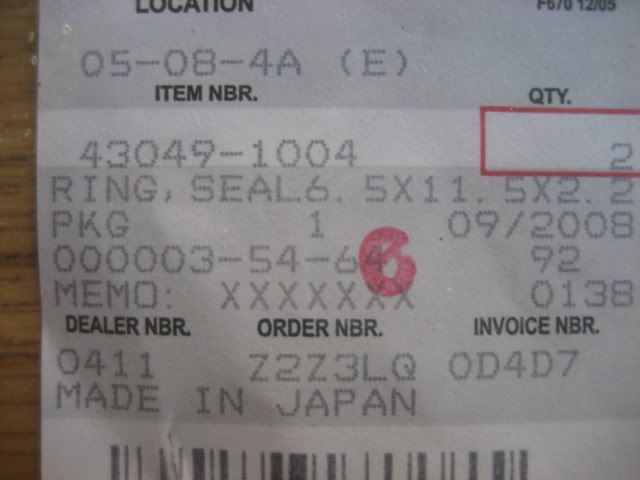 LOCATION F670 12/05
05-08-4A (E)
ITEM NBR. QTY.
43049-1004 2
RING, SEAL6. 5X11. 5X2. 2
PKG 1 09/2008
000003-54-64 92
6
MEMO: XXXXXXX 0138
DEALER NBR. ORDER NBR. INVOICE NBR.
0411 Z2Z3LQ 0D4D7
MADE IN JAPAN